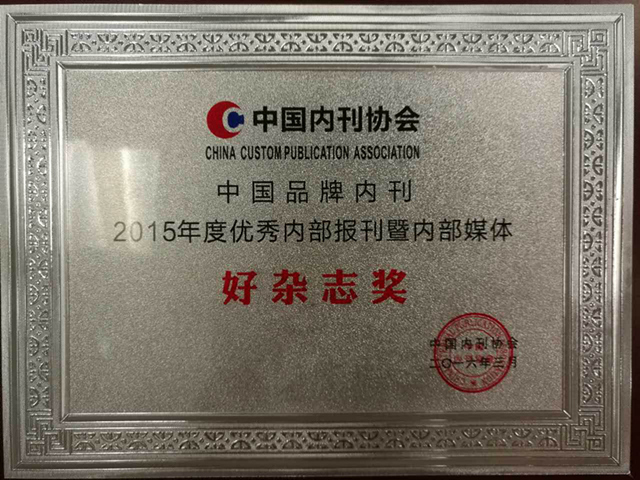 中国内刊协会
CHINA CUSTOM PUBLICATION ASSOCIATION
中国品牌内刊
2015年度优秀内部报刊暨内部媒体
好杂志奖
中国内刊协会
二〇一六年三月